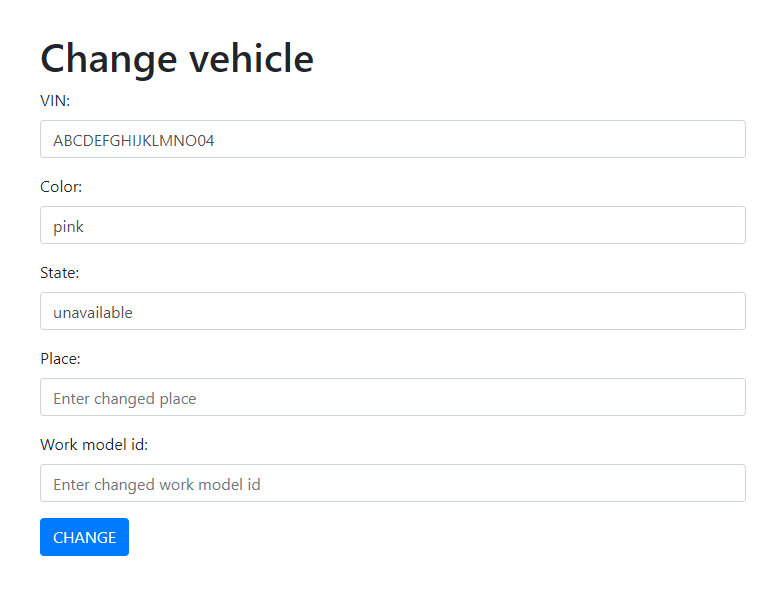 Change vehicle
VIN:
ABCDEFGHIJKLMNO04
Color:
pink
State:
unavailable
Place:
Enter changed place
Work model id:
Enter changed work model id
CHANGE